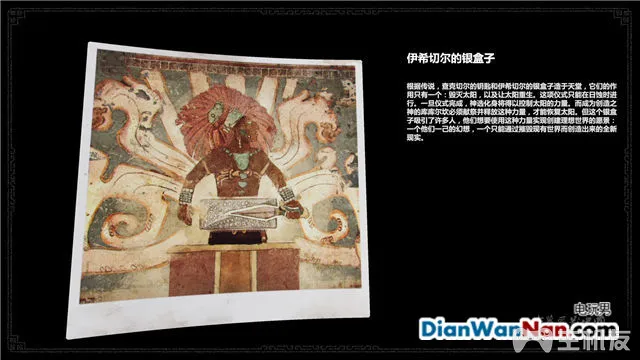 伊希切尔的银盒子
根据传说，查克切尔的钥匙和伊希切尔的银盒子造于天堂，它们的作
用只有一个：毁灭太阳，以及让太阳重生。这项仪式只能在日蚀时进
行。一旦仪式完成，神选化身将得以控制太阳的力量。而成为创造之
神的库库尔坎必须献祭并释放这种力量，才能恢复太阳。但这个银盒
子吸引了许多人，他们想要使用这种力量实现创建理想世界的愿景：
一个他们一己的幻想，一个只能通过摧毁现有世界而创造出来的全新
现实。
电玩男
DianWanNan.com